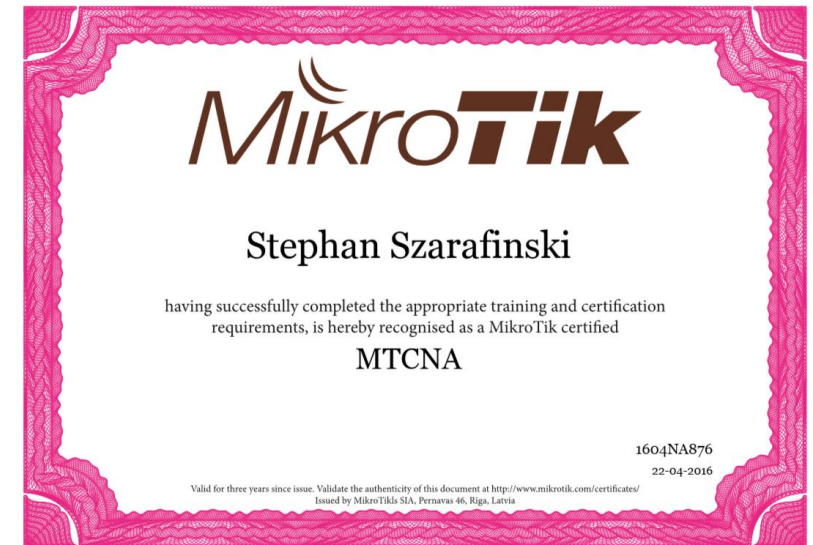 MikroTik
Stephan Szarafinski
having successfully completed the appropriate training and certification
requirements, is hereby recognised as a MikroTik certified
MTCNA
1604NA876
22-04-2016
Valid for three years since issue. Validate the authenticity of this document at http://www.mikrotik.com/certificates/
Issued by MikroTikls SIA, Pernavas 46, Riga, Latvia